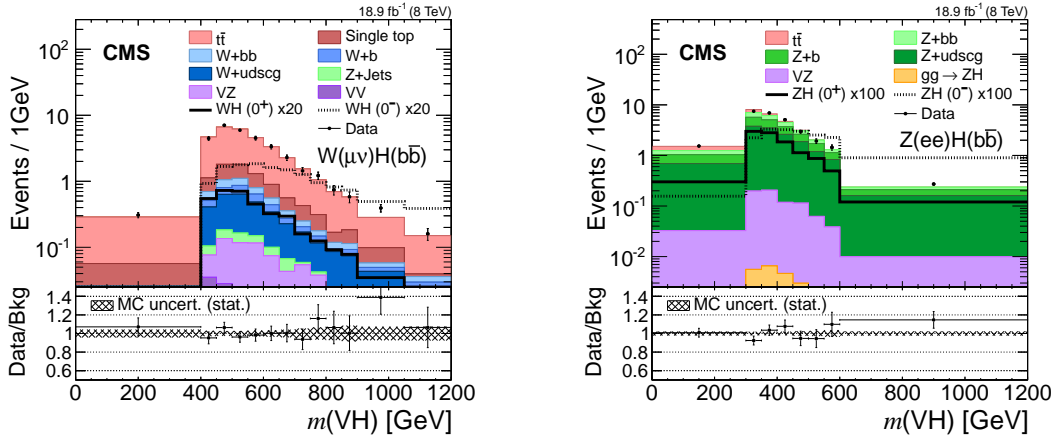 18.9 fb⁻¹ (8 TeV)
CMS
tt̄
Single top
W+bb
W+b
W+udscg
Z+Jets
VZ
VV
WH (0⁺) x20
WH (0⁻) x20
Data
W(μν)H(bb̄)
Events / 1GeV
10²
10
1
10⁻¹
MC uncert. (stat.)
Data/Bkg
1.4
1.2
1
0.8
0.6
0 200 400 600 800 1000 1200
m(VH) [GeV]
18.9 fb⁻¹ (8 TeV)
CMS
tt̄
Z+bb
Z+b
Z+udscg
VZ
gg → ZH
ZH (0⁺) x100
ZH (0⁻) x100
Data
Z(ee)H(bb̄)
Events / 1GeV
10²
10
1
10⁻¹
10⁻²
MC uncert. (stat.)
Data/Bkg
1.4
1.2
1
0.8
0.6
0 200 400 600 800 1000 1200
m(VH) [GeV]